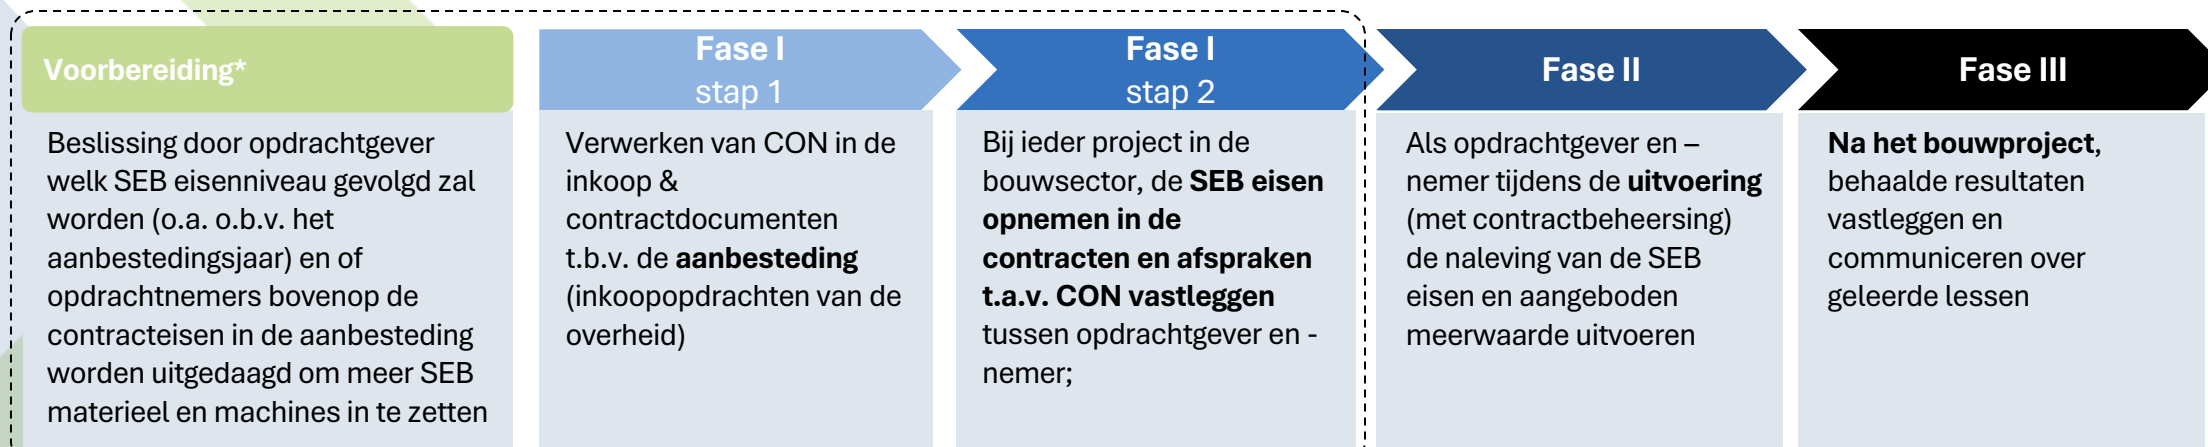 Voorbereiding*
Beslissing door opdrachtgever
welk SEB eisenniveau gevolgd zal
worden (o.a. o.b.v. het
aanbestedingsjaar) en of
opdrachtnemers bovenop de
contracteisen in de aanbesteding
worden uitgedaagd om meer SEB
materieel en machines in te zetten
Fase I
stap 1
Verwerken van CON in de
inkoop &
contractdocumenten
t.b.v. de aanbesteding
(inkoopopdrachten van de
overheid)
Fase I
stap 2
Bij ieder project in de
bouwsector, de SEB eisen
opnemen in de
contracten en afspraken
t.a.v. CON vastleggen
tussen opdrachtgever en -
nemer;
Fase II
Als opdrachtgever en –
nemer tijdens de uitvoering
(met contractbeheersing)
de naleving van de SEB
eisen en aangeboden
meerwaarde uitvoeren
Fase III
Na het bouwproject,
behaalde resultaten
vastleggen en
communiceren over
geleerde lessen